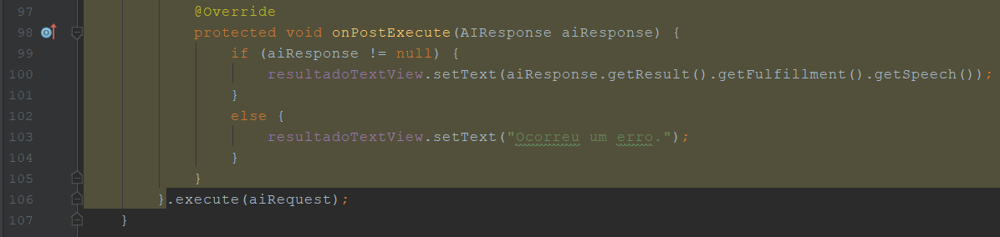 97 @Override
98 protected void onPostExecute(AIResponse aiResponse) {
99 if (aiResponse != null) {
100 resultadoTextView.setText(aiResponse.getResult().getFulfillment().getSpeech());
101 }
102 else {
103 resultadoTextView.setText("Ocorreu um erro.");
104 }
105 }
106 }.execute(aiRequest);
107 }